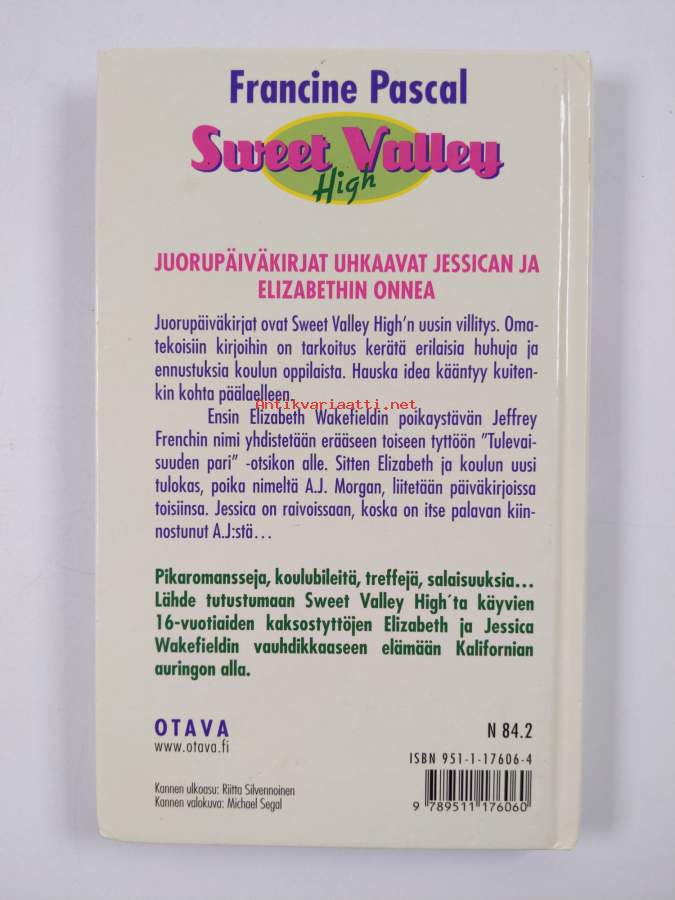 Francine Pascal
Sweet Valley
High
JUORUPÄIVÄKIRJAT UHKAAVAT JESSICAN JA
ELIZABETHIN ONNEA
Juorupäiväkirjat ovat Sweet Valley High'n uusin villitys. Oma-
tekoisiin kirjoihin on tarkoitus kerätä erilaisia huhuja ja
ennustuksia koulun oppilaista. Hauska idea kääntyy kuiten-
kin kohta päälaelleen.
Antikvariaatti.net
Ensin Elizabeth Wakefieldin poikaystävän Jeffrey
Frenchin nimi yhdistetään erääseen toiseen tyttöön "Tulevai-
suuden pari" -otsikon alle. Sitten Elizabeth ja koulun uusi
tulokas, poika nimeltä A.J. Morgan, liitetään päiväkirjoissa
toisiinsa. Jessica on raivoissaan, koska on itse palavan kiin-
nostunut A.J:stä...
Pikaromansseja, koulubileitä, treffejä, salaisuuksia...
Lähde tutustumaan Sweet Valley High´ta käyvien
16-vuotiaiden kaksostyttöjen Elizabeth ja Jessica
Wakefieldin vauhdikkaaseen elämään Kalifornian
auringon alla.
OTAVA
www.otava.fi
N 84.2
ISBN 951-1-17606-4
9 789511 176060
Kannen ulkoasu: Riitta Silvennoinen
Kannen valokuva: Michael Segal